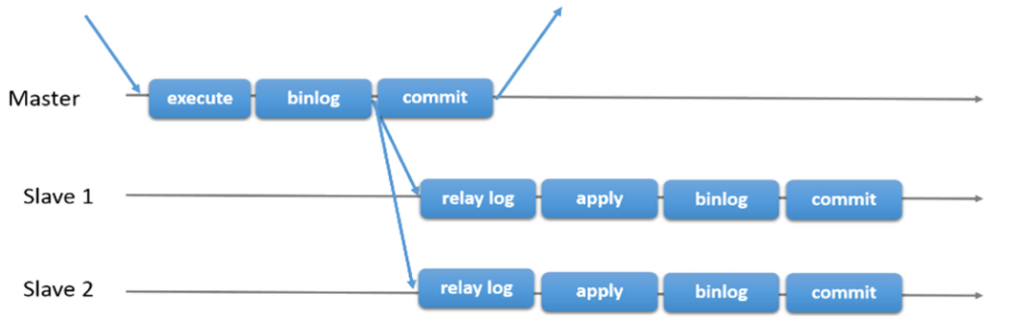 Master execute binlog commit
Slave 1 relay log apply binlog commit
Slave 2 relay log apply binlog commit